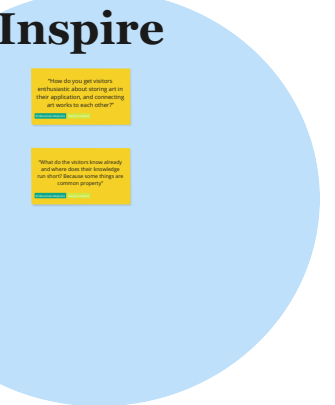 Inspire
"How do you get visitors
enthusiastic about storing art in
their application, and connecting
art works to each other?"
"What do the visitors know already
and where does their knowledge
run short? Because some things are
common property"